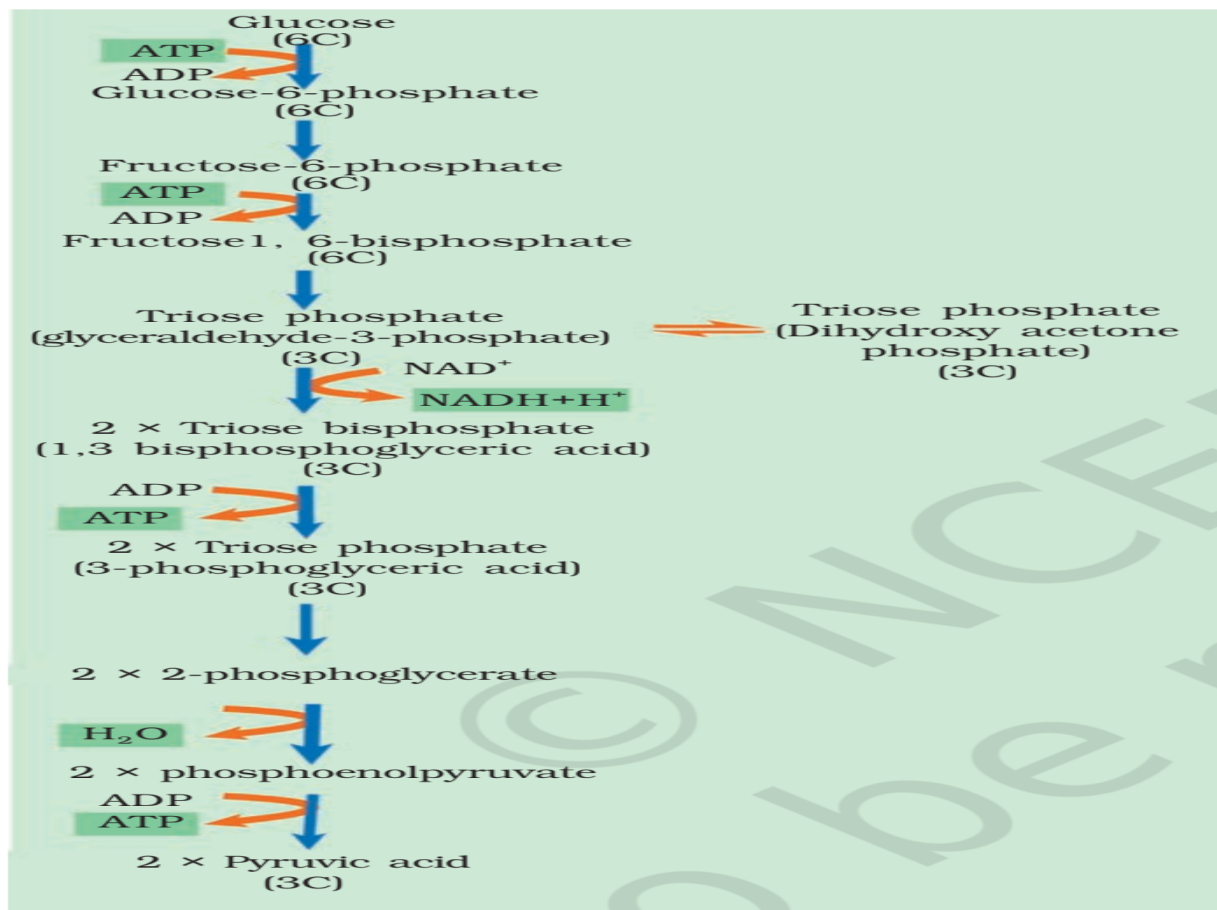 Glucose
(6C)
ATP
ADP
Glucose-6-phosphate
(6C)
Fructose-6-phosphate
(6C)
ATP
ADP
Fructose1, 6-bisphosphate
(6C)
Triose phosphate
(glyceraldehyde-3-phosphate)
(3C)
Triose phosphate
(Dihydroxy acetone
phosphate)
(3C)
NAD⁺
NADH+H⁺
2 × Triose bisphosphate
(1,3 bisphosphoglyceric acid)
(3C)
ADP
ATP
2 × Triose phosphate
(3-phosphoglyceric acid)
(3C)
2 × 2-phosphoglycerate
H₂O
2 × phosphoenolpyruvate
ADP
ATP
2 × Pyruvic acid
(3C)